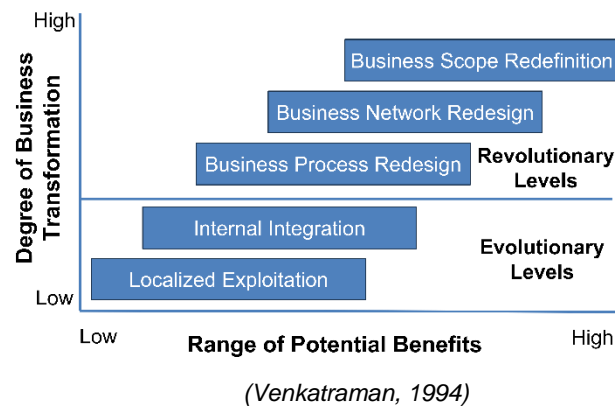 High
Degree of Business
Transformation
Low
Business Scope Redefinition
Business Network Redesign
Business Process Redesign
Revolutionary
Levels
Internal Integration
Localized Exploitation
Evolutionary
Levels
Low
Range of Potential Benefits
High
(Venkatraman, 1994)